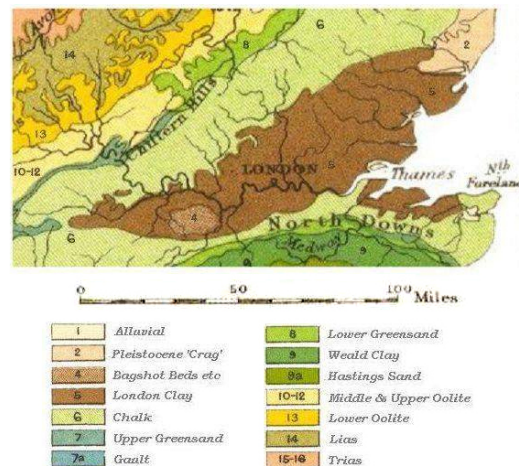 Avon
6
2
14
8
5
Chiltern Hills
13
LONDON
5
Thames
Nth
Foreland
10-12
4
North Downs
6
Medway
9
0 50 100 Miles
1 Alluvial
2 Pleistocene 'Crag'
4 Bagshot Beds etc
5 London Clay
6 Chalk
7 Upper Greensand
7a Gault
8 Lower Greensand
9 Weald Clay
9a Hastings Sand
10-12 Middle & Upper Oolite
13 Lower Oolite
14 Lias
15-16 Trias